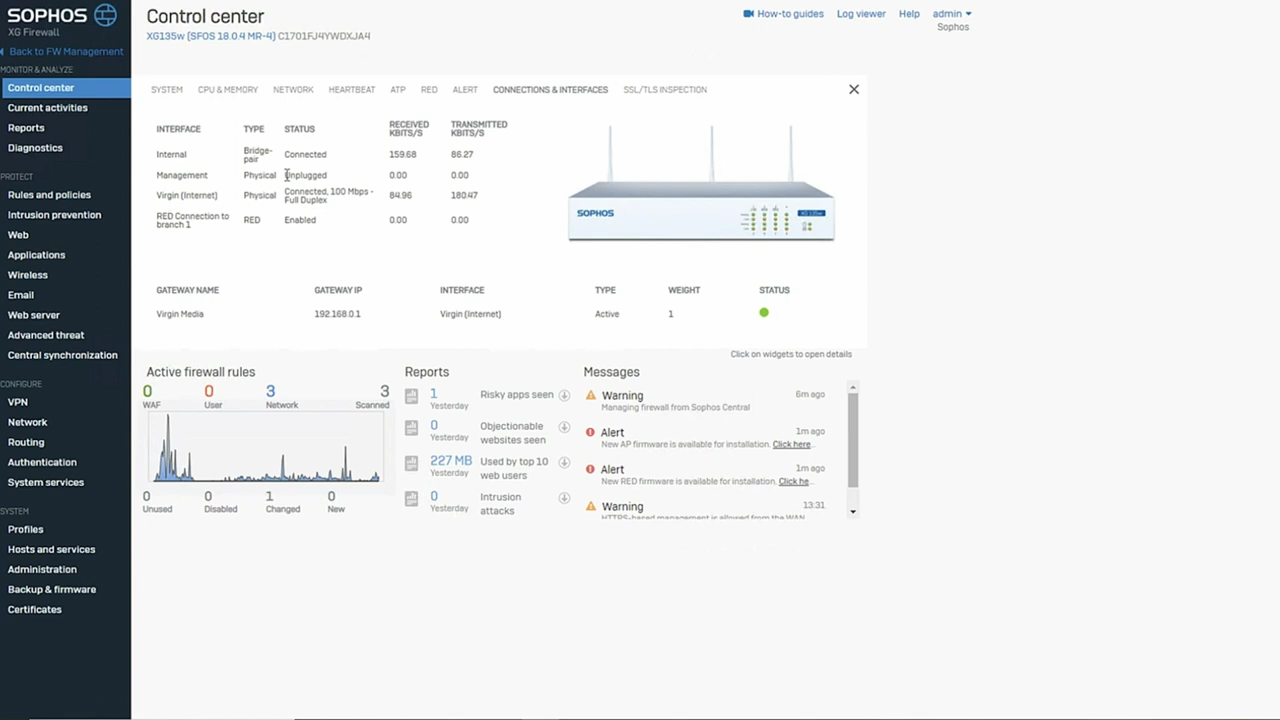 SOPHOS
XG Firewall
Back to FW Management
MONITOR & ANALYZE
Control center
Current activities
Reports
Diagnostics
PROTECT
Rules and policies
Intrusion prevention
Web
Applications
Wireless
Email
Web server
Advanced threat
Central synchronization
CONFIGURE
VPN
Network
Routing
Authentication
System services
SYSTEM
Profiles
Hosts and services
Administration
Backup & firmware
Certificates
Control center
XG135w (SFOS 18.0.4 MR-4) C1701FJ4YWDXJA4
How-to guides Log viewer Help admin
Sophos
SYSTEM CPU & MEMORY NETWORK HEARTBEAT ATP RED ALERT CONNECTIONS & INTERFACES SSL/TLS INSPECTION
INTERFACE TYPE STATUS RECEIVED KBITS/S TRANSMITTED KBITS/S
Internal Bridge-pair Connected 159.68 86.27
Management Physical Unplugged 0.00 0.00
Virgin (Internet) Physical Connected, 100 Mbps - Full Duplex 84.96 180.47
RED Connection to branch 1 RED Enabled 0.00 0.00
SOPHOS
GATEWAY NAME GATEWAY IP INTERFACE TYPE WEIGHT STATUS
Virgin Media 192.168.0.1 Virgin (Internet) Active 1
Click on widgets to open details
Active firewall rules
0 0 3 3
WAF User Network Scanned
0 0 1 0
Unused Disabled Changed New
Reports
1 Yesterday Risky apps seen
0 Yesterday Objectionable websites seen
227 MB Yesterday Used by top 10 web users
0 Yesterday Intrusion attacks
Messages
Warning 6m ago
Managing firewall from Sophos Central
Alert 1m ago
New AP firmware is available for installation. Click here...
Alert 1m ago
New RED firmware is available for installation. Click he...
Warning 13:31
HTTPS-based management is allowed from the WAN